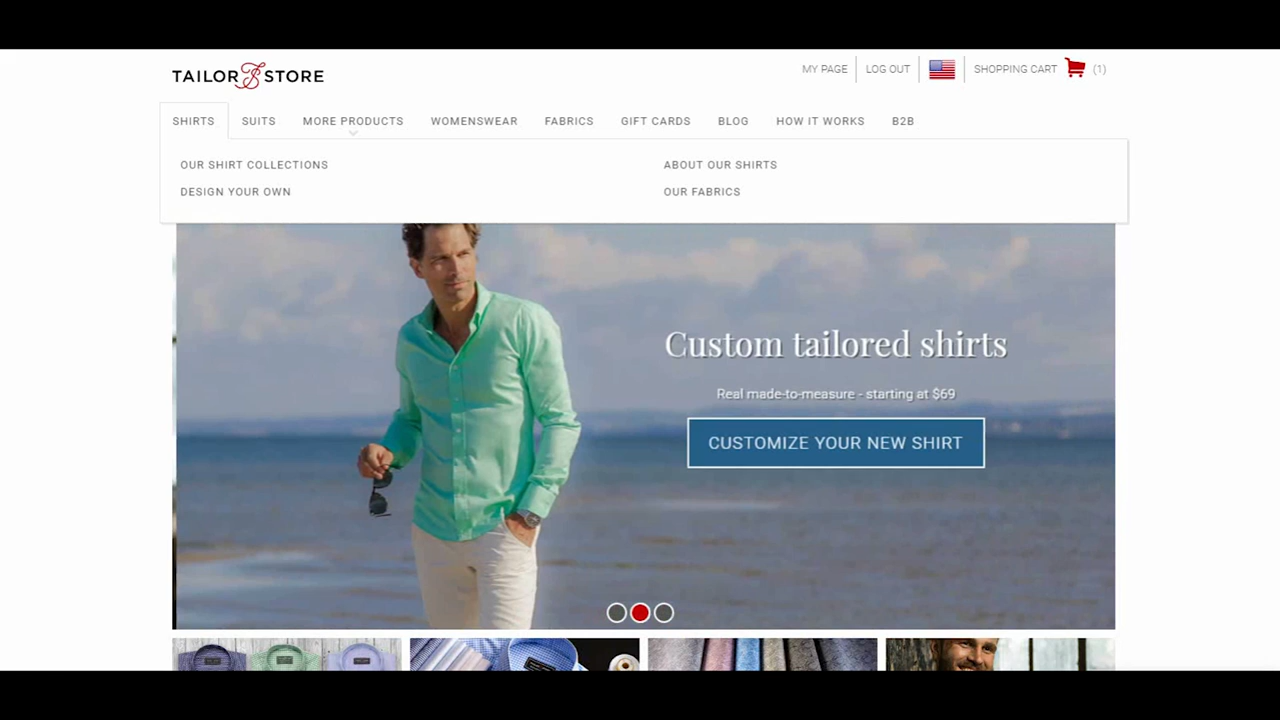 TAILOR STORE
MY PAGE LOG OUT SHOPPING CART (1)
SHIRTS SUITS MORE PRODUCTS WOMENSWEAR FABRICS GIFT CARDS BLOG HOW IT WORKS B2B
OUR SHIRT COLLECTIONS ABOUT OUR SHIRTS
DESIGN YOUR OWN OUR FABRICS
Custom tailored shirts
Real made-to-measure - starting at $69
CUSTOMIZE YOUR NEW SHIRT